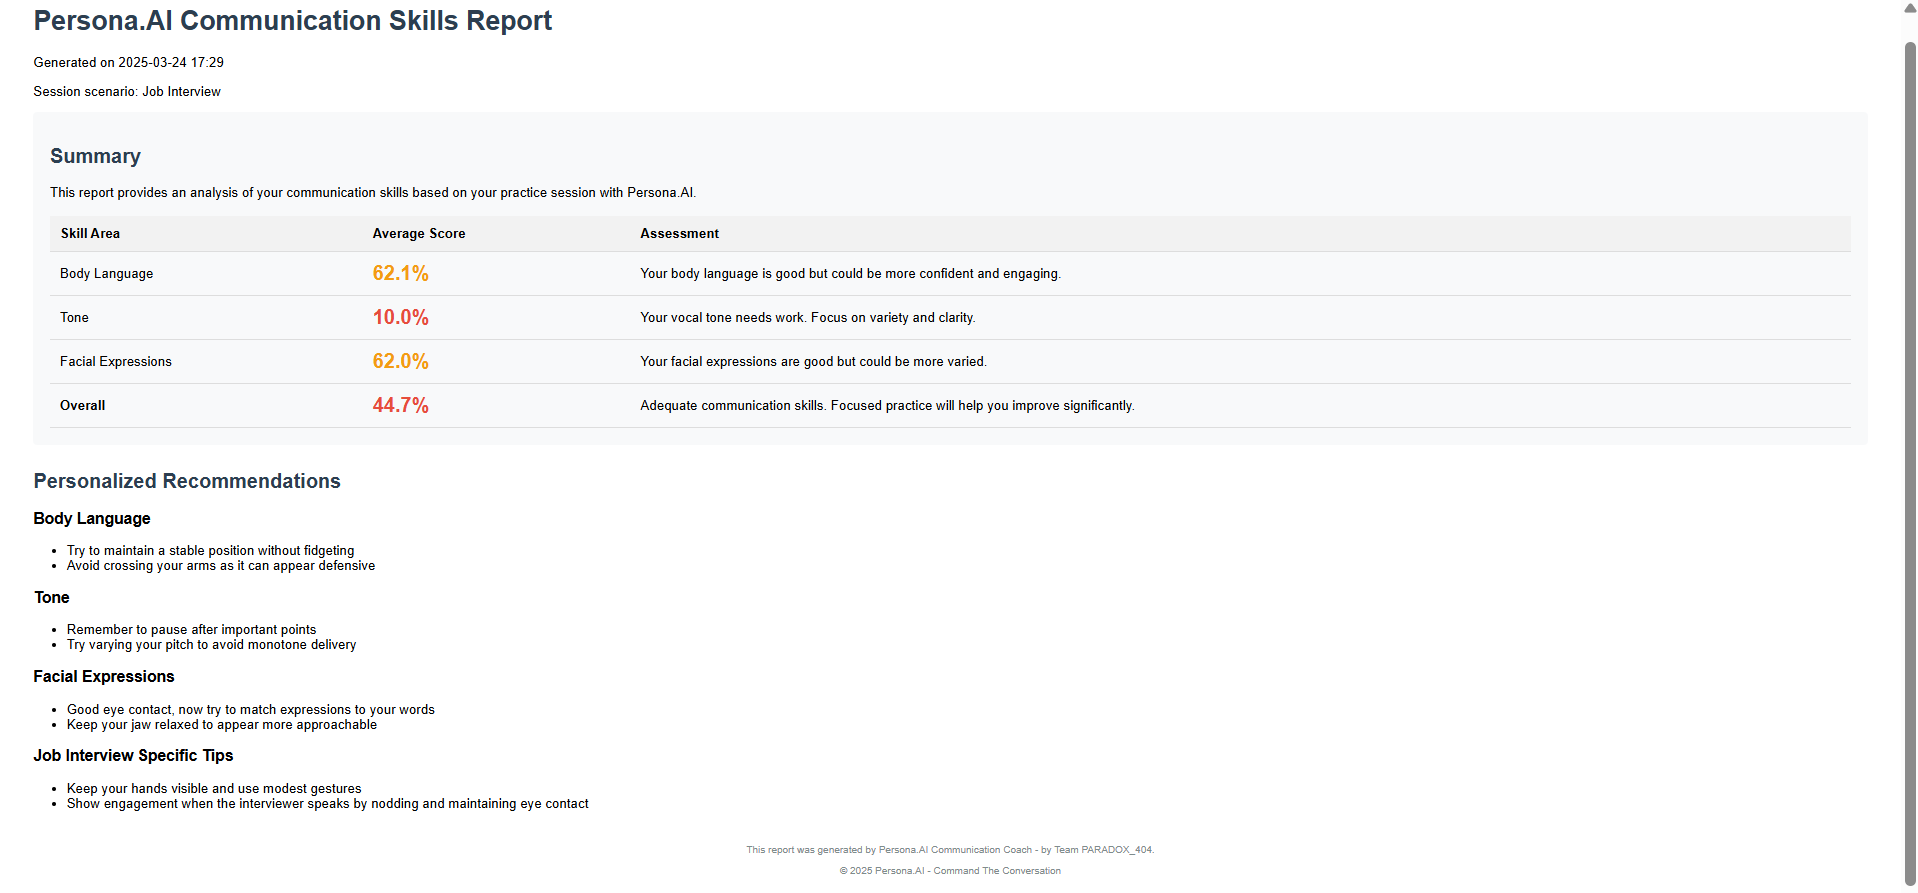 Persona.AI Communication Skills Report
Generated on 2025-03-24 17:29
Session scenario: Job Interview
Summary
This report provides an analysis of your communication skills based on your practice session with Persona.AI.
Skill Area Average Score Assessment
Body Language 62.1% Your body language is good but could be more confident and engaging.
Tone 10.0% Your vocal tone needs work. Focus on variety and clarity.
Facial Expressions 62.0% Your facial expressions are good but could be more varied.
Overall 44.7% Adequate communication skills. Focused practice will help you improve significantly.
Personalized Recommendations
Body Language
• Try to maintain a stable position without fidgeting
• Avoid crossing your arms as it can appear defensive
Tone
• Remember to pause after important points
• Try varying your pitch to avoid monotone delivery
Facial Expressions
• Good eye contact, now try to match expressions to your words
• Keep your jaw relaxed to appear more approachable
Job Interview Specific Tips
• Keep your hands visible and use modest gestures
• Show engagement when the interviewer speaks by nodding and maintaining eye contact
This report was generated by Persona.AI Communication Coach - by Team PARADOX_404.
© 2025 Persona.AI - Command The Conversation